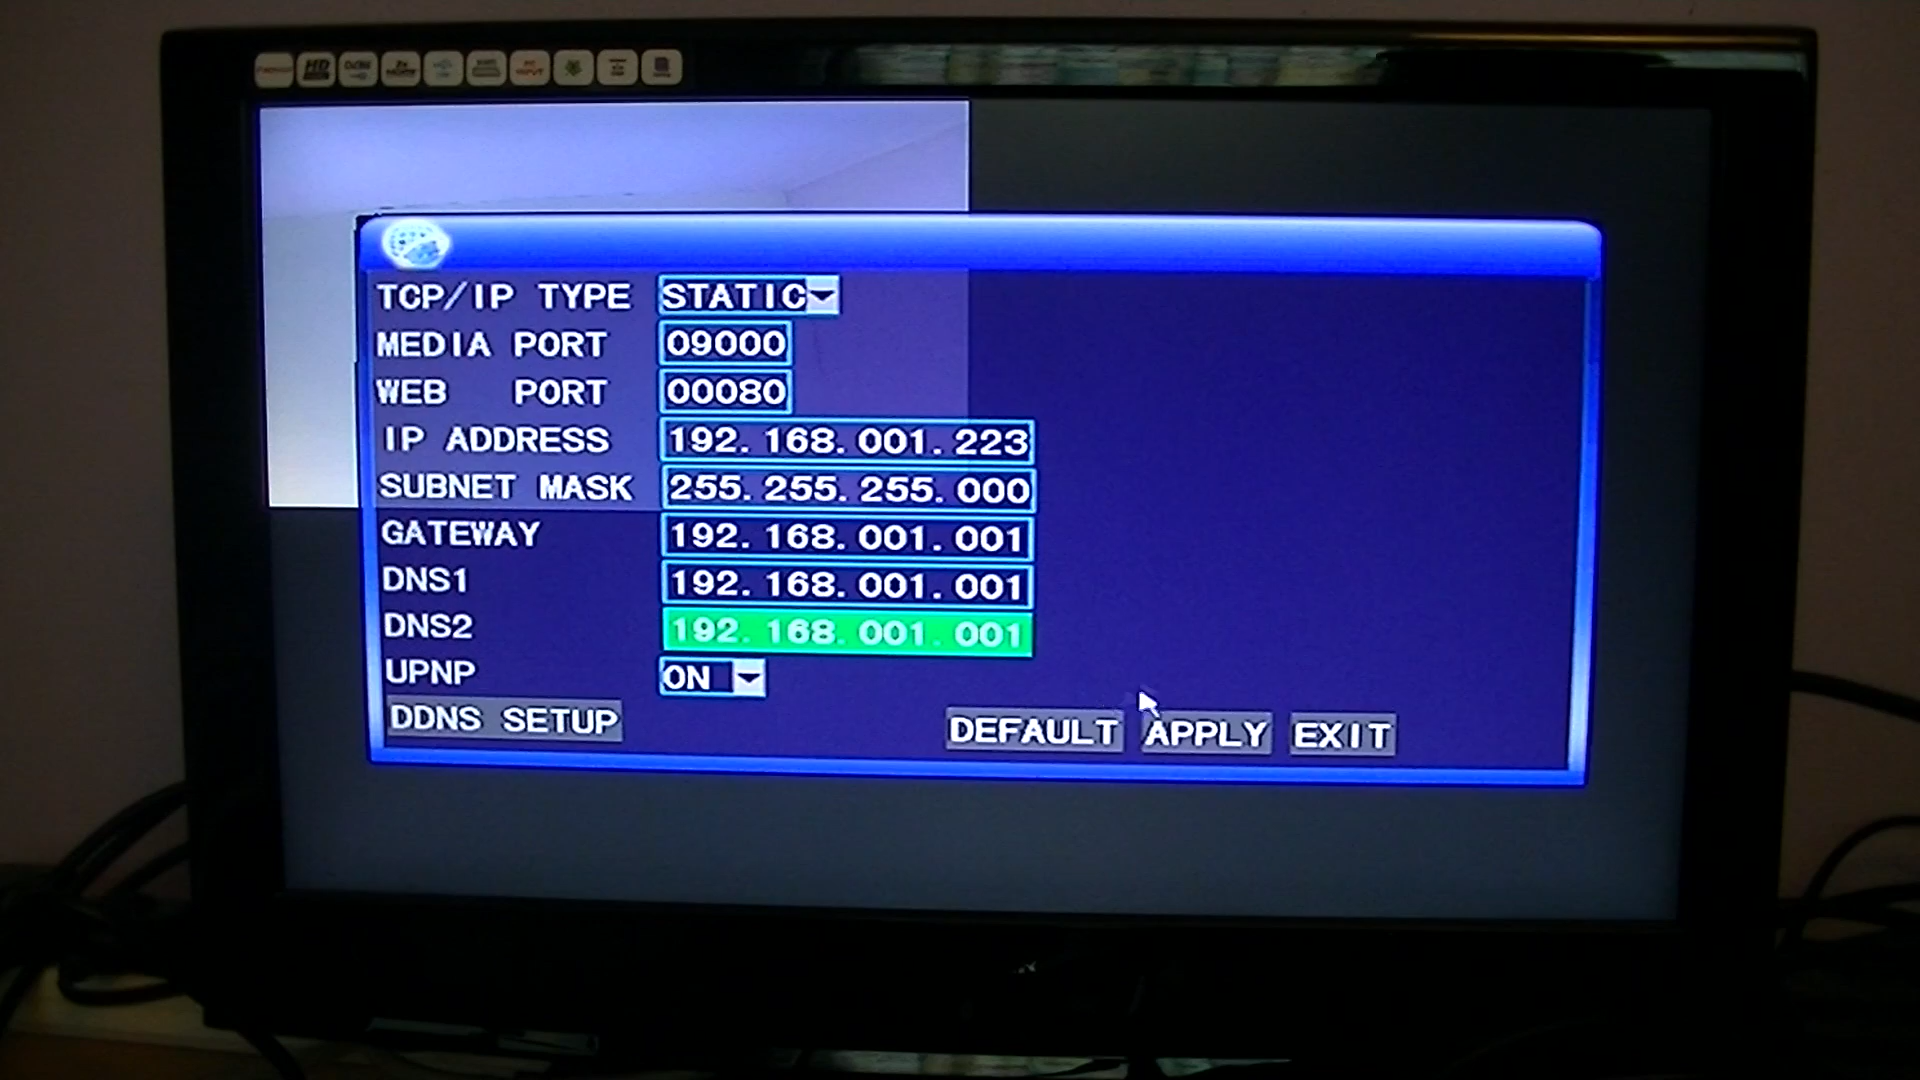 HD
TCP/IP TYPE STATIC
MEDIA PORT 09000
WEB PORT 00080
IP ADDRESS 192.168.001.223
SUBNET MASK 255.255.255.000
GATEWAY 192.168.001.001
DNS1 192.168.001.001
DNS2 192.168.001.001
UPNP ON
DDNS SETUP DEFAULT APPLY EXIT